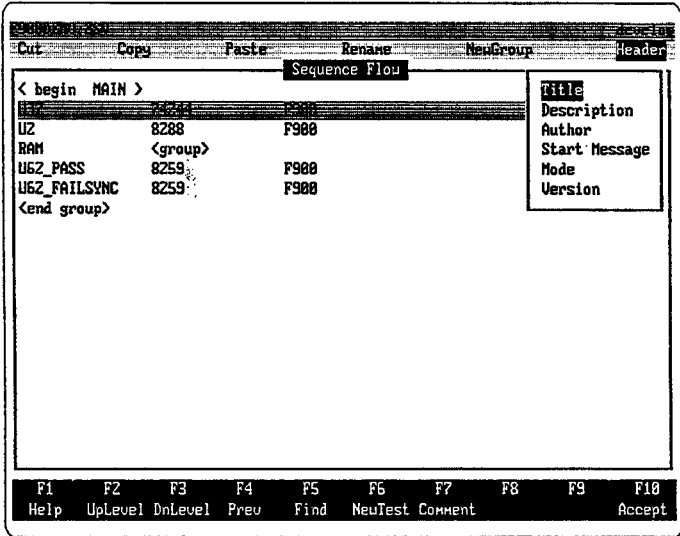 develop
Cut Copy Paste Rename NewGroup Header
Sequence Flow
< begin MAIN >
U2 8288 F900
RAM <group>
U62_PASS 8259 F900
U62_FAILSYNC 8259 F900
<end group>
Title
Description
Author
Start Message
Mode
Version
F1 F2 F3 F4 F5 F6 F7 F8 F9 F10
Help UpLevel DnLevel Prev Find NewTest Comment Accept